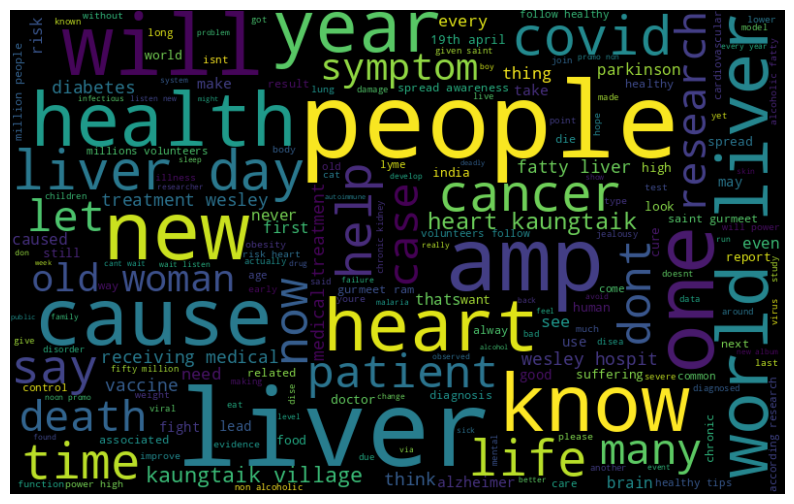 will
year
covid
symptom
people
health
liver day
let
new
old woman
cause
say
death
time
liver
heart
patient
know
life
many
amp
cancer
help
case
now
one
world liver
research
dont
known
long
without
got
problem
risk
isnt
world
every
19th april
follow healthy
join
promo non
given saint
boy
thing
parkinson
lower
model
every year
cardiovascular
alcoholic fatty
million people
diabetes
make
result
system
infectious
listen new
might
lung
damage
spread awareness
live
take
healthy
made
point
hope
die
yet
spread
may
millions volunteers
sleep
body
illness
researcher
treatment wesley
children
never
first
caused
still
old
cat
lyme
deadly
develop
autoimmune
india
fatty liver
high
show
test
type
look
heart kaungtaik
saint gurmeet
will power
run
even
volunteers follow
jealousy
cure
report
doesnt
skin
medical treatment
chronic kidney
don
week
cant wait
wait listen
obesity
risk heart
actually
drug
said
failure
youre
gurmeet ram
way
age
early
really
thats
want
malaria
back
feel
alway
bad
see
come
avoid
human
data
around
virus
study
public
family
give
disorder
receiving medical
need
related
disea
much
wesley hospit
use
good
suffering
severe
common
next
last
new album
diagnosed
control
fifty million
vaccine
making
dise
doctor
diagnosis
observed
alcohol
noon promo
weight
viral
fight
lead
eat
level
change
food
sick
mental
please
chronic
according research
associated
improve
evidence
due
via
another
event
found
function
power high
kaungtaik village
non alcoholic
think
alzheimer
better
care
brain
healthy tips